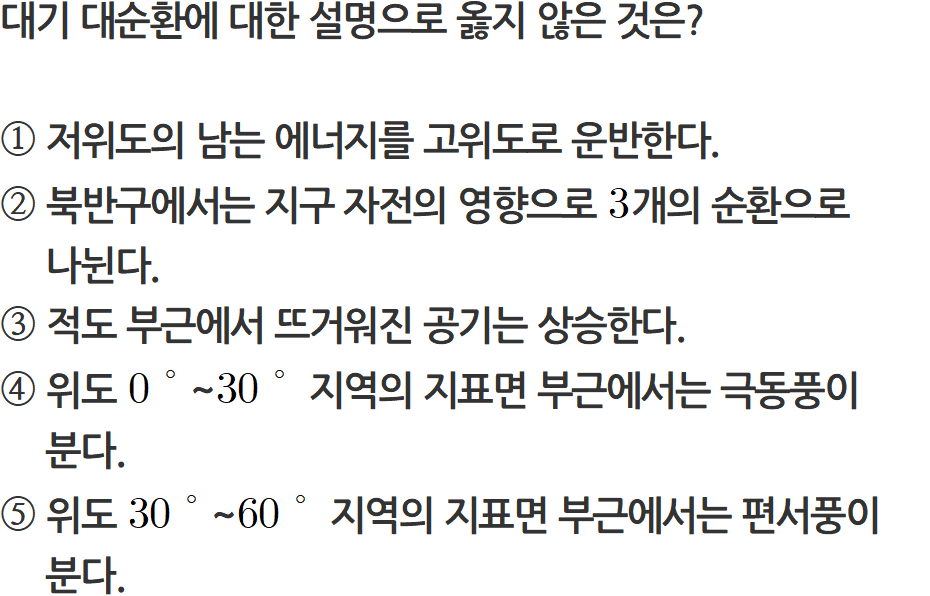 대기 대순환에 대한 설명으로 옳지 않은 것은?
① 저위도의 남는 에너지를 고위도로 운반한다.
② 북반구에서는 지구 자전의 영향으로 3개의 순환으로
나뉜다.
③ 적도 부근에서 뜨거워진 공기는 상승한다.
④ 위도 0° ~30° 지역의 지표면 부근에서는 극동풍이
분다.
⑤ 위도 30° ~60° 지역의 지표면 부근에서는 편서풍이
분다.